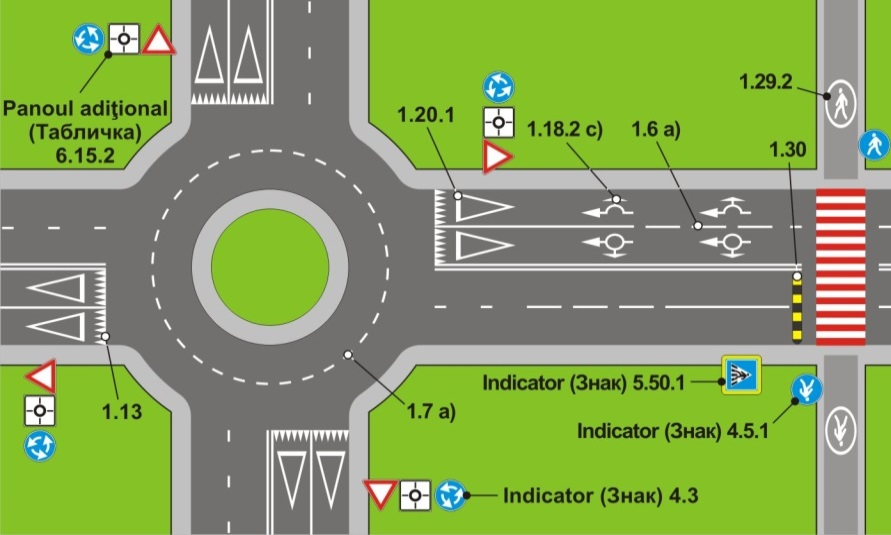 Panoul adiţional
(Табличка)
6.15.2
1.20.1
1.18.2 c)
1.6 a)
1.29.2
1.30
1.13
1.7 a)
Indicator (Знак) 5.50.1
Indicator (Знак) 4.5.1
Indicator (Знак) 4.3